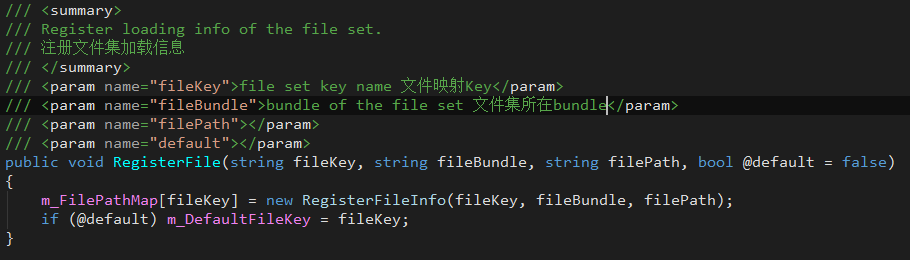 /// <summary>
/// Register loading info of the file set.
/// 注册文件集加载信息
/// </summary>
/// <param name="fileKey">file set key name 文件映射Key</param>
/// <param name="fileBundle">bundle of the file set 文件集所在bundle</param>
/// <param name="filePath"></param>
/// <param name="default"></param>
public void RegisterFile(string fileKey, string fileBundle, string filePath, bool @default = false)
{
    m_FilePathMap[fileKey] = new RegisterFileInfo(fileKey, fileBundle, filePath);
    if (@default) m_DefaultFileKey = fileKey;
}